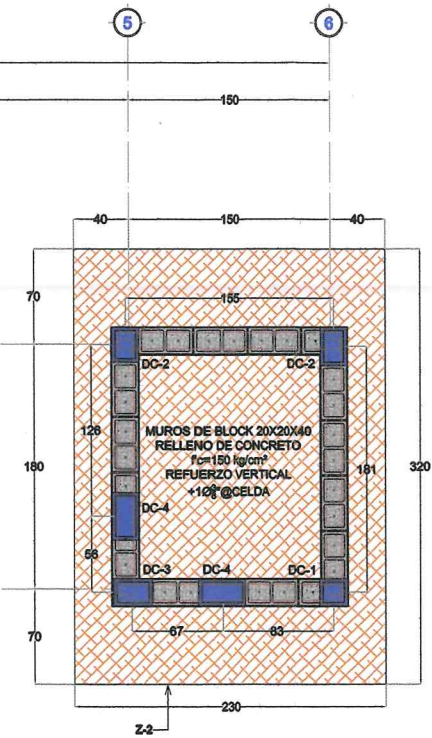 5
6
150
40
150
40
70
155
DC-2
DC-2
126
MUROS DE BLOCK 20X20X40
RELLENO DE CONCRETO
f'c=150 kg/cm²
REFUERZO VERTICAL
180
181
320
DC-4
56
DC-3
DC-4
DC-1
70
67
83
230
Z-2